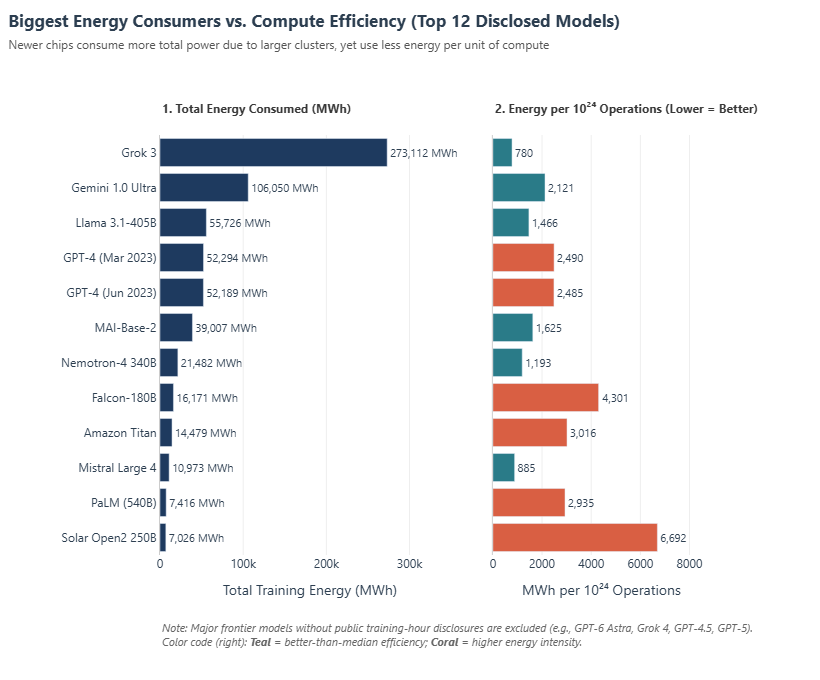 Biggest Energy Consumers vs. Compute Efficiency (Top 12 Disclosed Models)
Newer chips consume more total power due to larger clusters, yet use less energy per unit of compute
1. Total Energy Consumed (MWh)
Grok 3
273,112 MWh
Gemini 1.0 Ultra
106,050 MWh
Llama 3.1-405B
55,726 MWh
GPT-4 (Mar 2023)
52,294 MWh
GPT-4 (Jun 2023)
52,189 MWh
MAI-Base-2
39,007 MWh
Nemotron-4 340B
21,482 MWh
Falcon-180B
16,171 MWh
Amazon Titan
14,479 MWh
Mistral Large 4
10,973 MWh
PaLM (540B)
7,416 MWh
Solar Open2 250B
7,026 MWh
0
100k
200k
300k
Total Training Energy (MWh)
2. Energy per 10²⁴ Operations (Lower = Better)
780
2,121
1,466
2,490
2,485
1,625
1,193
4,301
3,016
885
2,935
6,692
0
2000
4000
6000
8000
MWh per 10²⁴ Operations
Note: Major frontier models without public training-hour disclosures are excluded (e.g., GPT-6 Astra, Grok 4, GPT-4.5, GPT-5).
Color code (right): Teal = better-than-median efficiency; Coral = higher energy intensity.